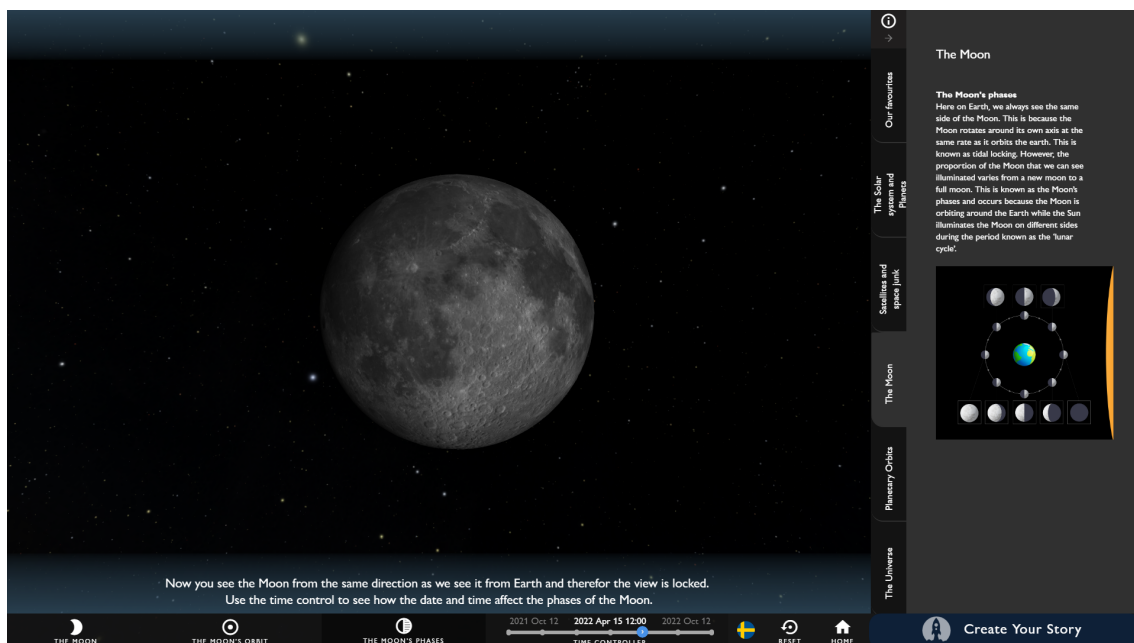 Now you see the Moon from the same direction as we see it from Earth and therefor the view is locked.
Use the time control to see how the date and time affect the phases of the Moon.
THE MOON
THE MOON'S ORBIT
THE MOON'S PHASES
2021 Oct 12
2022 Apr 15 12:00
2022 Oct 12
TIME CONTROLLER
RESET
HOME
Our favourites
The Solar
system and
Planets
Satellites and
space junk
The Moon
Planetary Orbits
The Universe
The Moon
The Moon's phases
Here on Earth, we always see the same
side of the Moon. This is because the
Moon rotates around its own axis at the
same rate as it orbits the earth. This is
known as tidal locking. However, the
proportion of the Moon that we can see
illuminated varies from a new moon to a
full moon. This is known as the Moon's
phases and occurs because the Moon is
orbiting around the Earth while the Sun
illuminates the Moon on different sides
during the period known as the 'lunar
cycle'.
Create Your Story